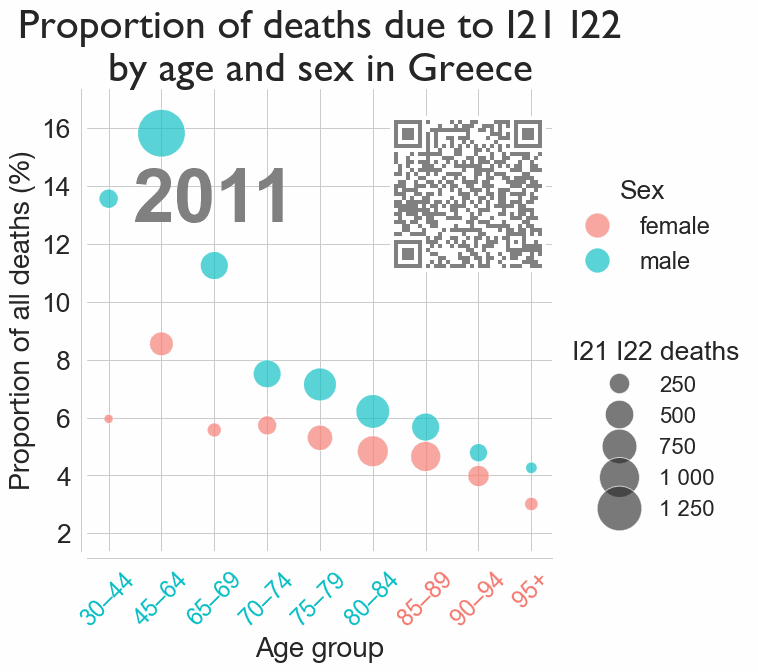 Proportion of deaths due to I21 I22
by age and sex in Greece
Proportion of all deaths (%)
16
14
12
10
8
6
4
2
2011
30–44
45–64
65–69
70–74
75–79
80–84
85–89
90–94
95+
Age group
Sex
female
male
I21 I22 deaths
250
500
750
1 000
1 250